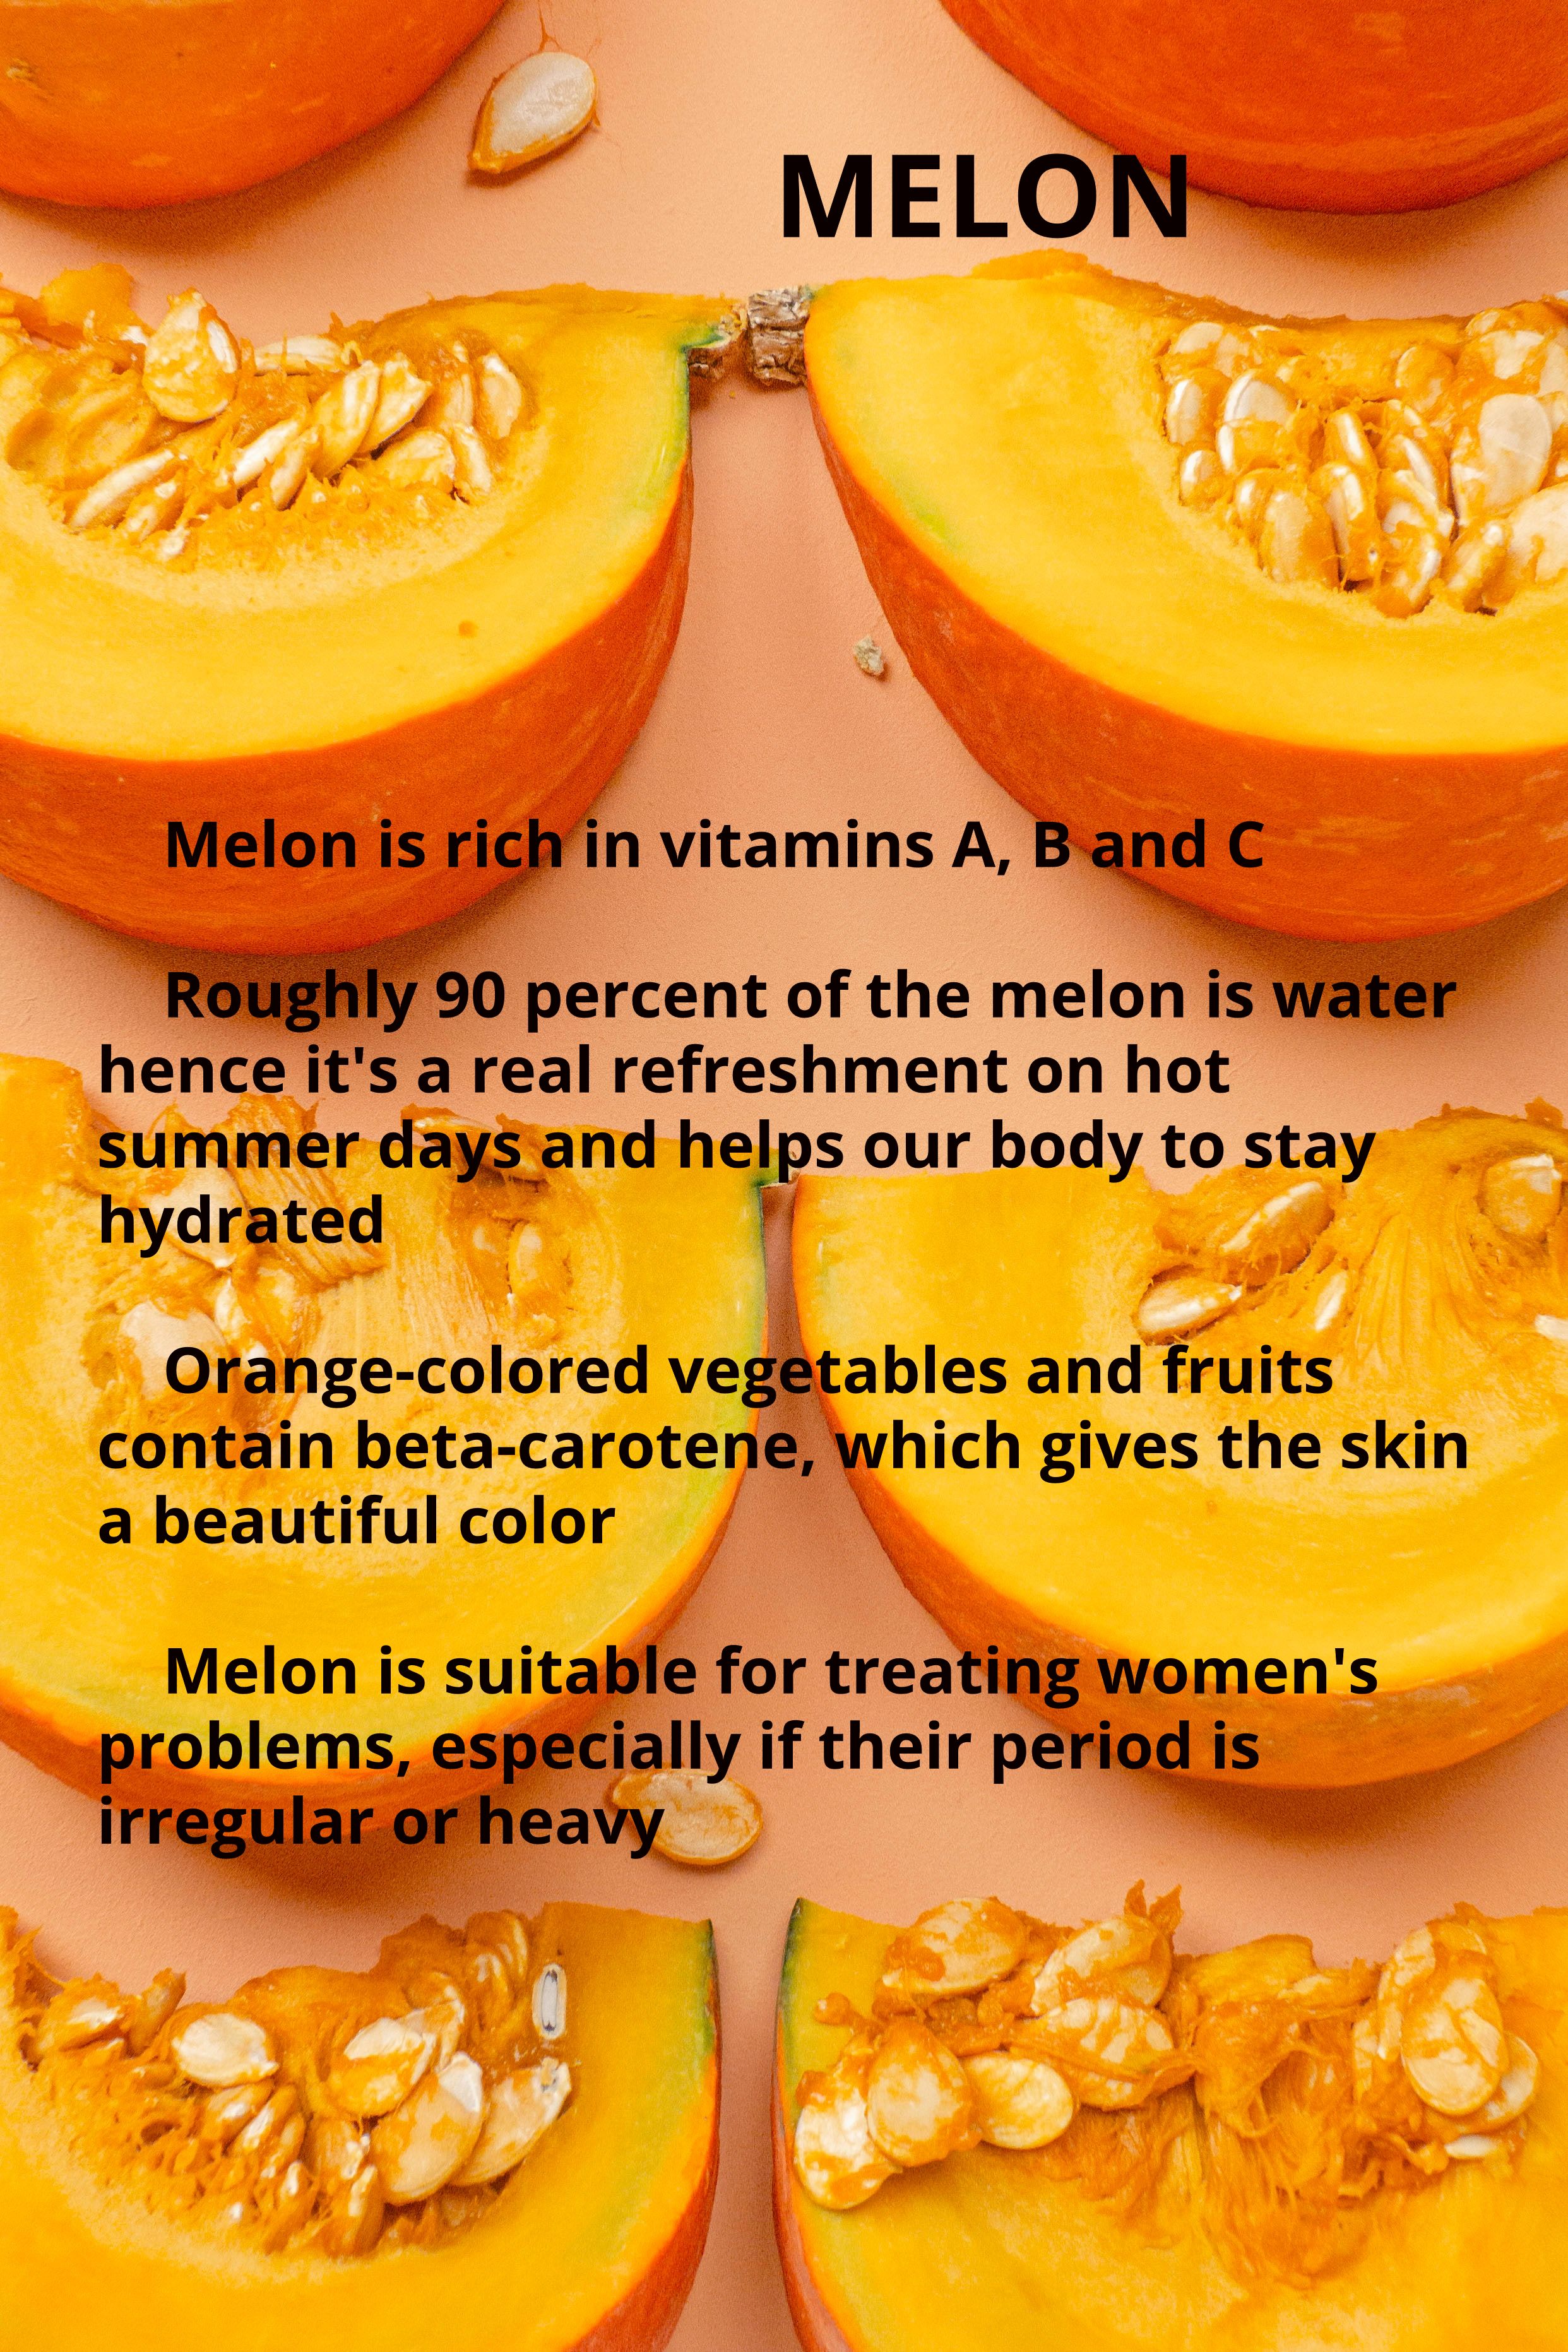 MELON
Melon is rich in vitamins A, B and C
Roughly 90 percent of the melon is water
hence it's a real refreshment on hot
summer days and helps our body to stay
hydrated
Orange-colored vegetables and fruits
contain beta-carotene, which gives the skin
a beautiful color
Melon is suitable for treating women's
problems, especially if their period is
irregular or heavy